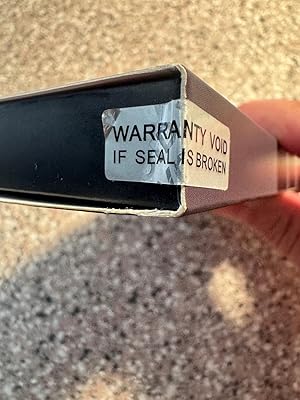 WARRANTY VOID
IF SEAL IS BROKEN